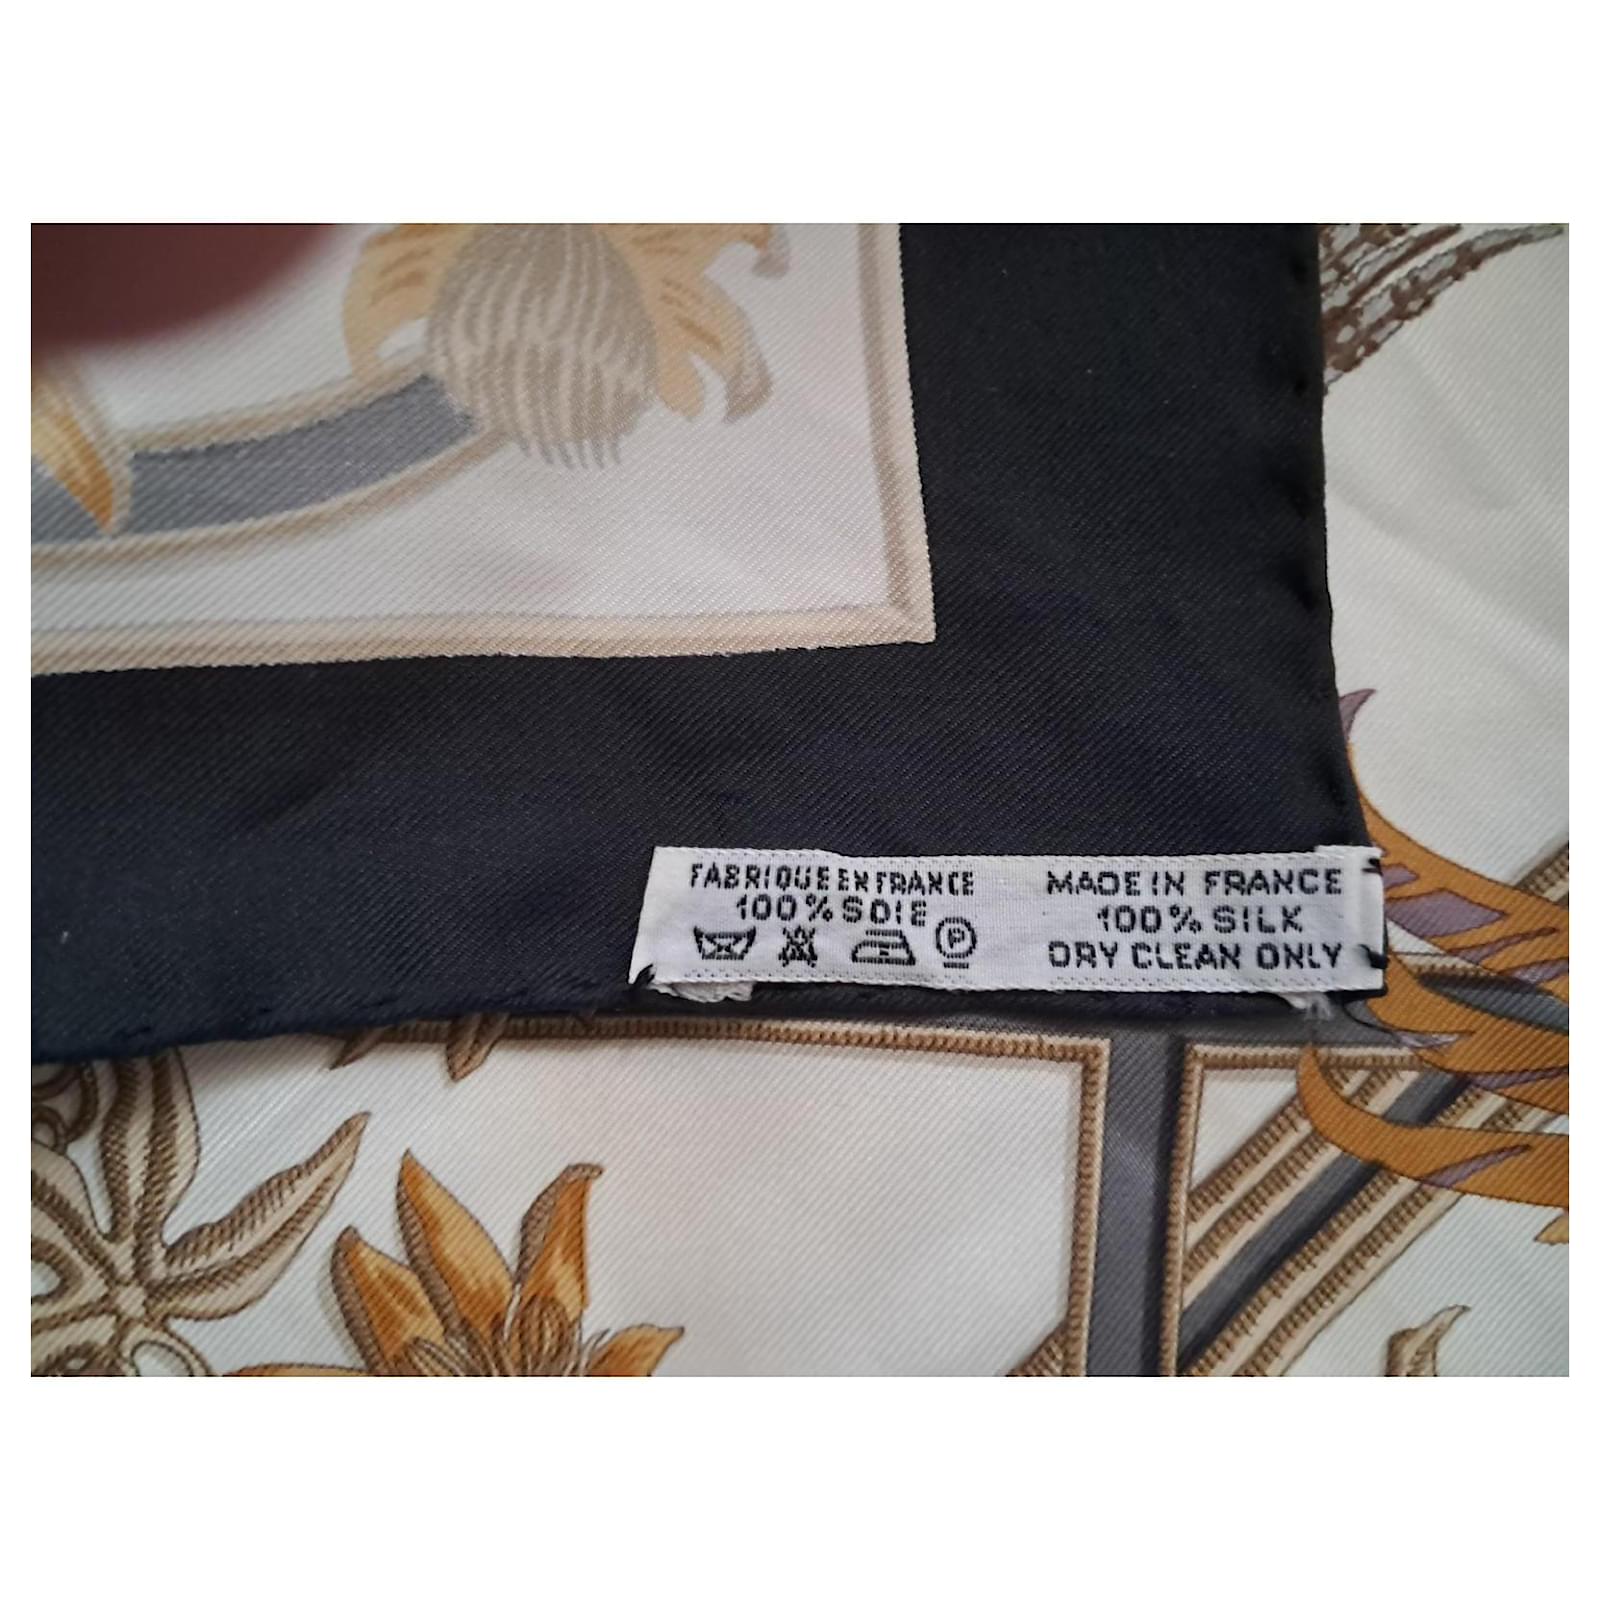 FABRIQUE EN FRANCE
100% SOIE
P
MADE IN FRANCE
100% SILK
DRY CLEAN ONLY